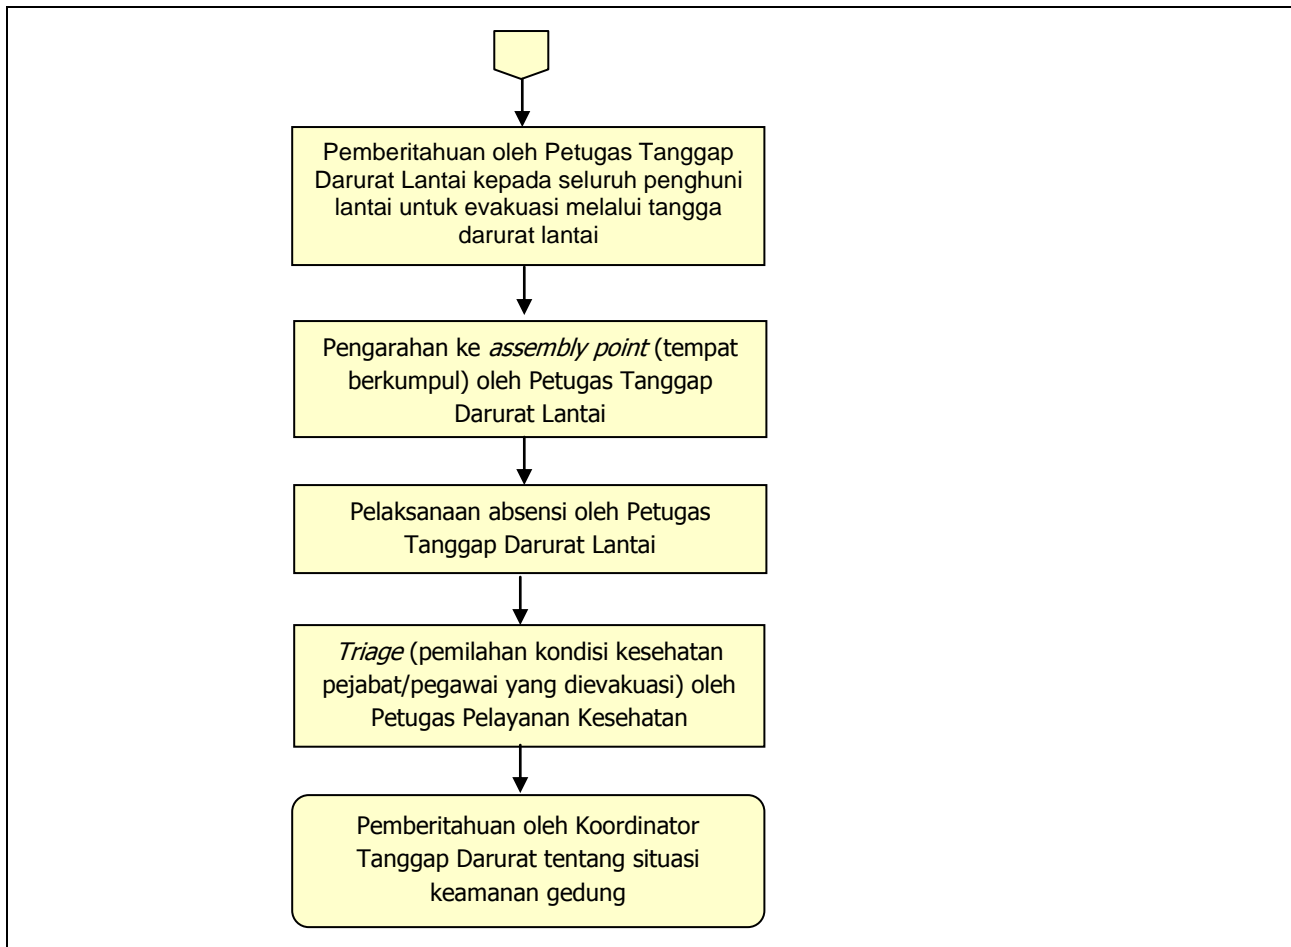 Pemberitahuan oleh Petugas Tanggap
Darurat Lantai kepada seluruh penghuni
lantai untuk evakuasi melalui tangga
darurat lantai
Pengarahan ke assembly point (tempat
berkumpul) oleh Petugas Tanggap
Darurat Lantai
Pelaksanaan absensi oleh Petugas
Tanggap Darurat Lantai
Triage (pemilahan kondisi kesehatan
pejabat/pegawai yang dievakuasi) oleh
Petugas Pelayanan Kesehatan
Pemberitahuan oleh Koordinator
Tanggap Darurat tentang situasi
keamanan gedung